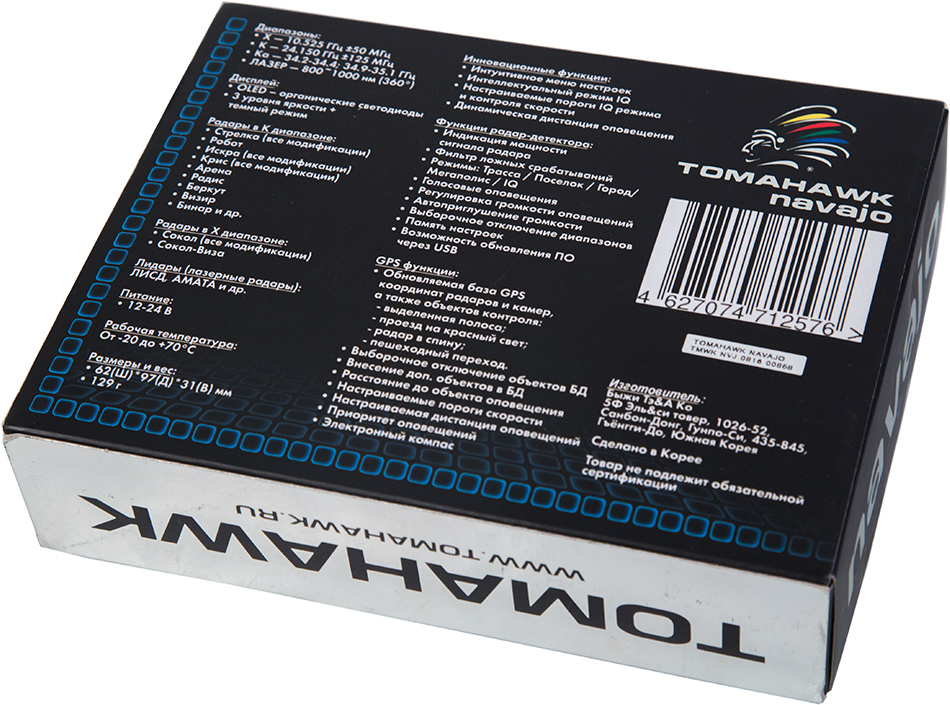 Диапазоны:
• X — 10.525 ГГц ±50 МГц
• K — 24.150 ГГц ±125 МГц
• Ka — 34.2-34.4; 34.9-35.1 ГГц
• ЛАЗЕР — 800~1000 нм (360°)
Дисплей:
• OLED – органические светодиоды
• 3 уровня яркости +
темный режим
Радары в К диапазоне:
• Стрелка (все модификации)
• Робот
• Искра (все модификации)
• Крис (все модификации)
• Арена
• Радис
• Беркут
• Визир
• Бинар и др.
Радары в X диапазоне:
• Сокол (все модификации)
• Сокол-Виза
Лидары (лазерные радары):
ЛИСД, АМАТА и др.
Питание:
• 12-24 В
Рабочая температура:
От -20 до +70°C
Размеры и вес:
• 62(Ш)*97(Д)*31(В) мм
• 129 г
Инновационные функции:
• Интуитивное меню настроек
• Интеллектуальный режим IQ
• Настраиваемые пороги IQ режима
и контроля скорости
• Динамическая дистанция оповещения
Функции радар-детектора:
• Индикация мощности
сигнала радара
• Фильтр ложных срабатываний
• Режимы: Трасса / Поселок / Город/
Мегаполис / IQ
• Голосовые оповещения
• Регулировка громкости оповещений
• Автоприглушение громкости
• Выборочное отключение диапазонов
• Память настроек
• Возможность обновления ПО
через USB
GPS функции:
• Обновляемая база GPS
координат радаров и камер,
а также объектов контроля:
- выделенная полоса;
- проезд на красный свет;
- радар в спину;
- пешеходный переход.
• Выборочное отключение объектов БД
• Внесение доп. объектов в БД
• Расстояние до объекта оповещения
• Настраиваемые пороги скорости
• Настраиваемая дистанция оповещений
• Приоритет оповещений
• Электронный компас
®
TOMAHAWK
navajo
4 627074 712576 >
TOMAHAWK NAVAJO
TMWK NVJ 0816 00868
Изготовитель:
Быжи Тэ&А Ко
5Ф Эль&си товер, 1026-52,
Санбон-Донг, Гунпо-Си, 435-845,
Гъёнгги-До, Южная Корея
Сделано в Корее
Товар не подлежит обязательной
сертификации
navajo
WWW.TOMAHAWK.RU
TOMAHAWK